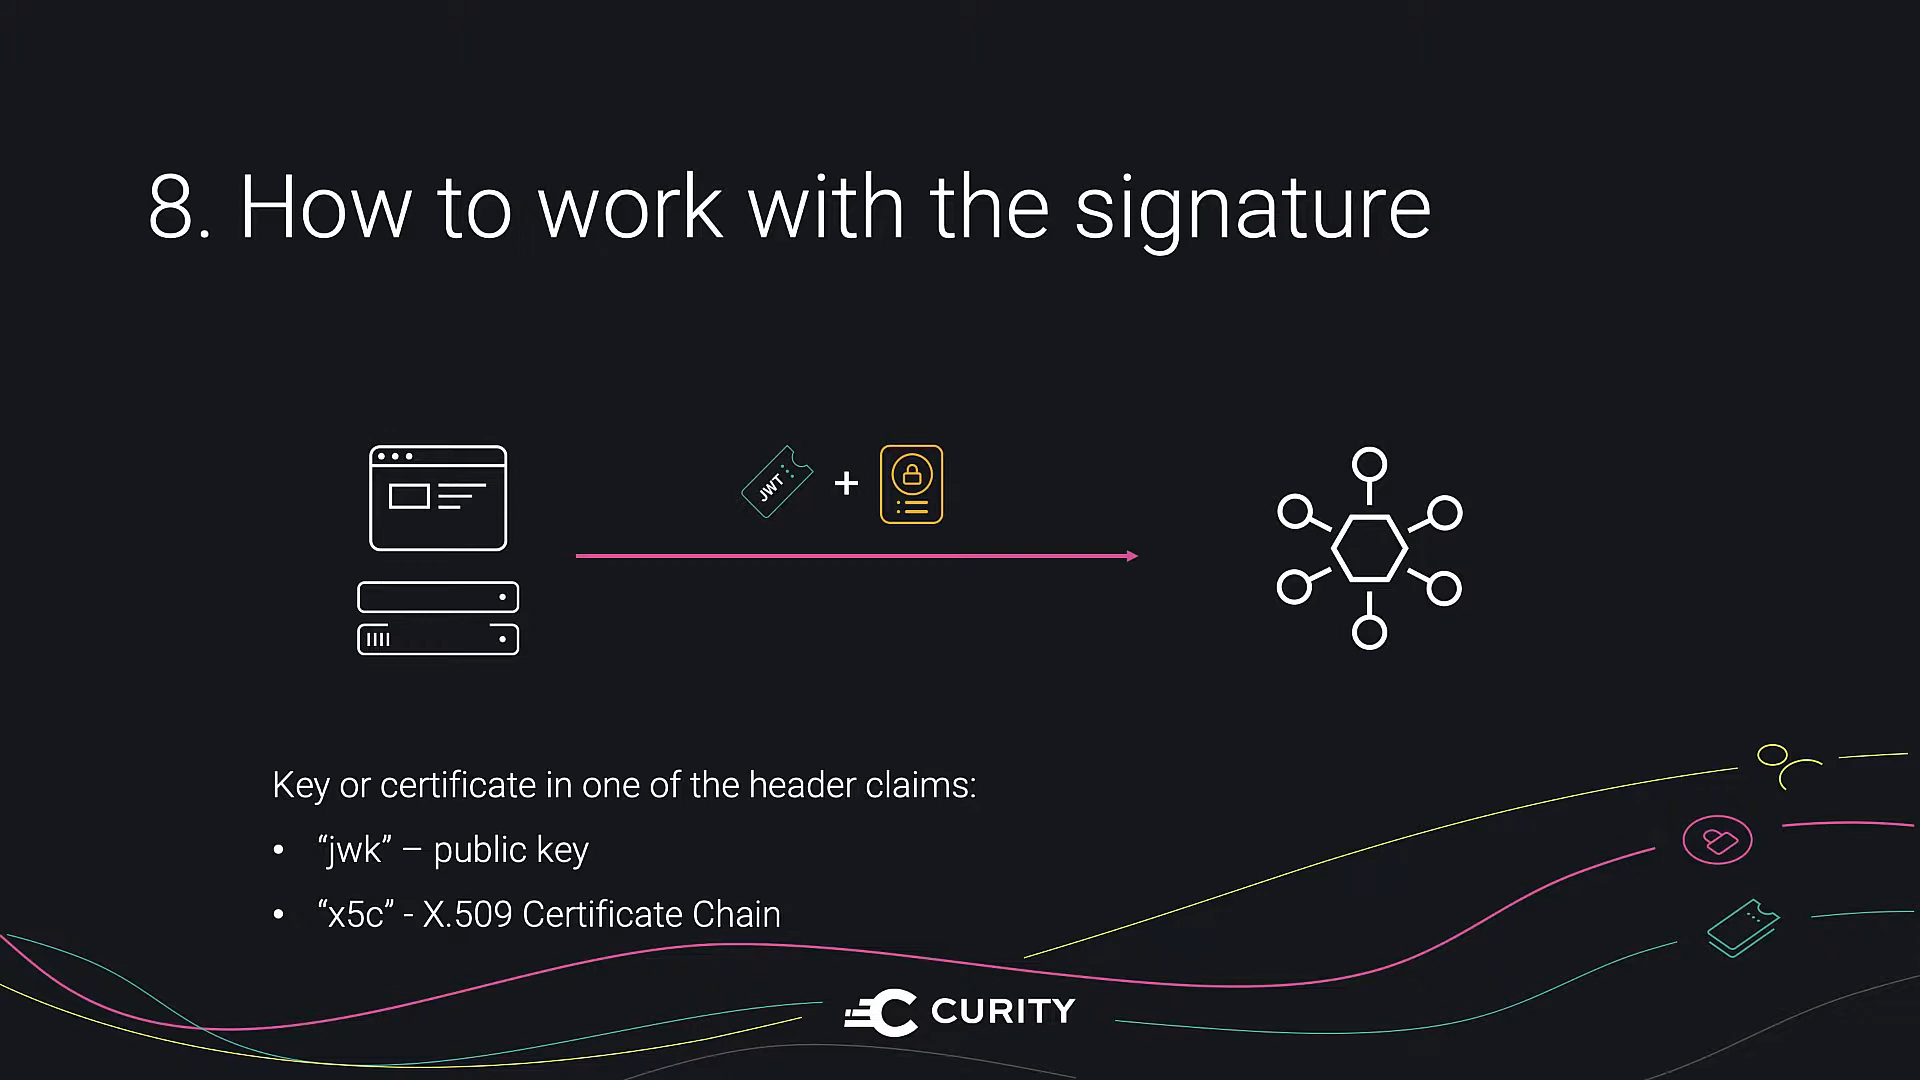 8. How to work with the signature
JWT
+
Key or certificate in one of the header claims:
• “jwk” – public key
• “x5c” - X.509 Certificate Chain
CURITY